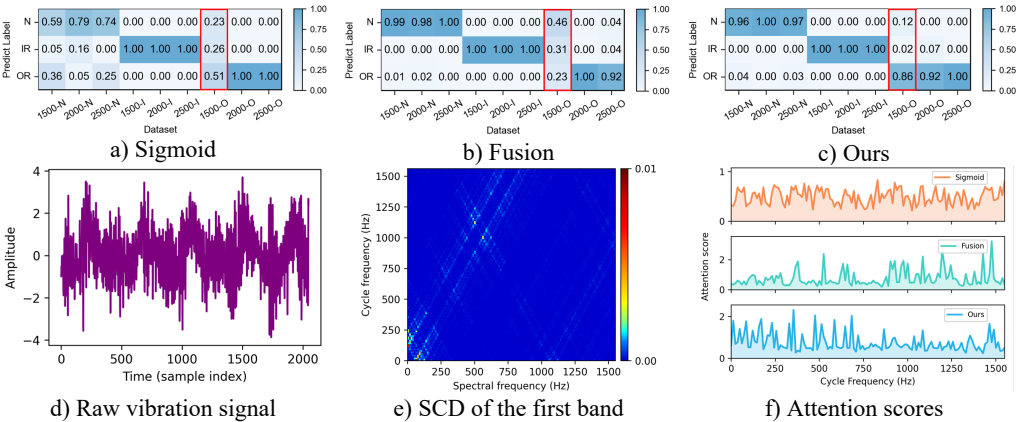 Predict Label
N 0.59 0.79 0.74 0.00 0.00 0.00 0.23 0.00 0.00
IR 0.05 0.16 0.00 1.00 1.00 1.00 0.26 0.00 0.00
OR 0.36 0.05 0.25 0.00 0.00 0.00 0.51 1.00 1.00
1500-N 2000-N 2500-N 1500-I 2000-I 2500-I 1500-O 2000-O 2500-O
Dataset
1.00
0.75
0.50
0.25
0.00
a) Sigmoid
Predict Label
N 0.99 0.98 1.00 0.00 0.00 0.00 0.46 0.00 0.04
IR 0.00 0.00 0.00 1.00 1.00 1.00 0.31 0.00 0.04
OR 0.01 0.02 0.00 0.00 0.00 0.00 0.23 1.00 0.92
1500-N 2000-N 2500-N 1500-I 2000-I 2500-I 1500-O 2000-O 2500-O
Dataset
1.00
0.75
0.50
0.25
0.00
b) Fusion
Predict Label
N 0.96 1.00 0.97 0.00 0.00 0.00 0.12 0.00 0.00
IR 0.00 0.00 0.00 1.00 1.00 1.00 0.02 0.07 0.00
OR 0.04 0.00 0.03 0.00 0.00 0.00 0.86 0.92 1.00
1500-N 2000-N 2500-N 1500-I 2000-I 2500-I 1500-O 2000-O 2500-O
Dataset
1.00
0.75
0.50
0.25
0.00
c) Ours
Amplitude
4
2
0
−2
−4
0 500 1000 1500 2000
Time (sample index)
d) Raw vibration signal
Cycle frequency (Hz)
1500
1250
1000
750
500
250
0
0 250 500 750 1000 1250 1500
Spectral frequency (Hz)
0.01
0.00
e) SCD of the first band
Attention score
1
0
Sigmoid
2
0
Fusion
2
0
Ours
0 250 500 750 1000 1250 1500
Cycle Frequency (Hz)
f) Attention scores